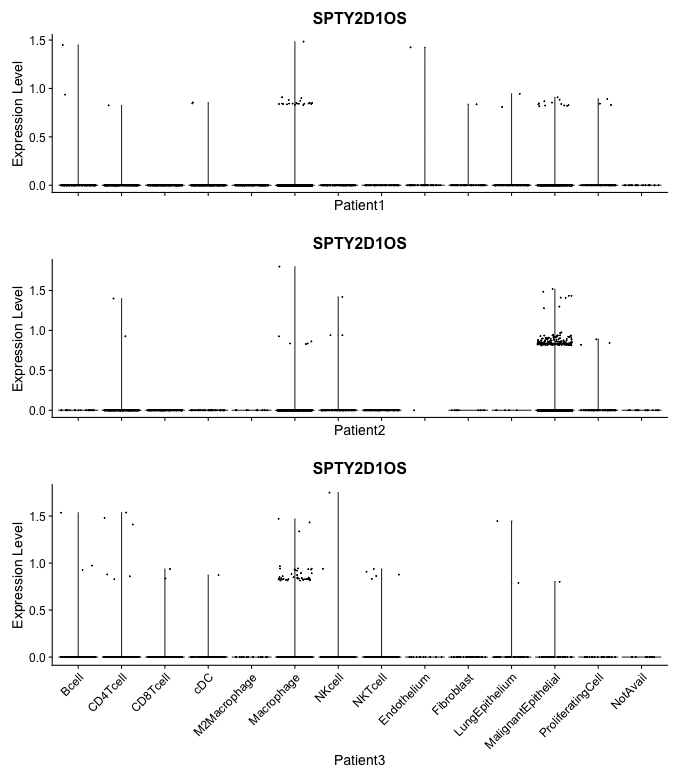 SPTY2D1OS
Expression Level
1.5
1.0
0.5
0.0
Patient1
SPTY2D1OS
Expression Level
1.5
1.0
0.5
0.0
Patient2
SPTY2D1OS
Expression Level
1.5
1.0
0.5
0.0
Bcell
CD4Tcell
CD8Tcell
cDC
M2Macrophage
Macrophage
NKcell
NKTcell
Endothelium
Fibroblast
LungEpithelium
MalignantEpithelial
ProliferatingCell
NotAvail
Patient3